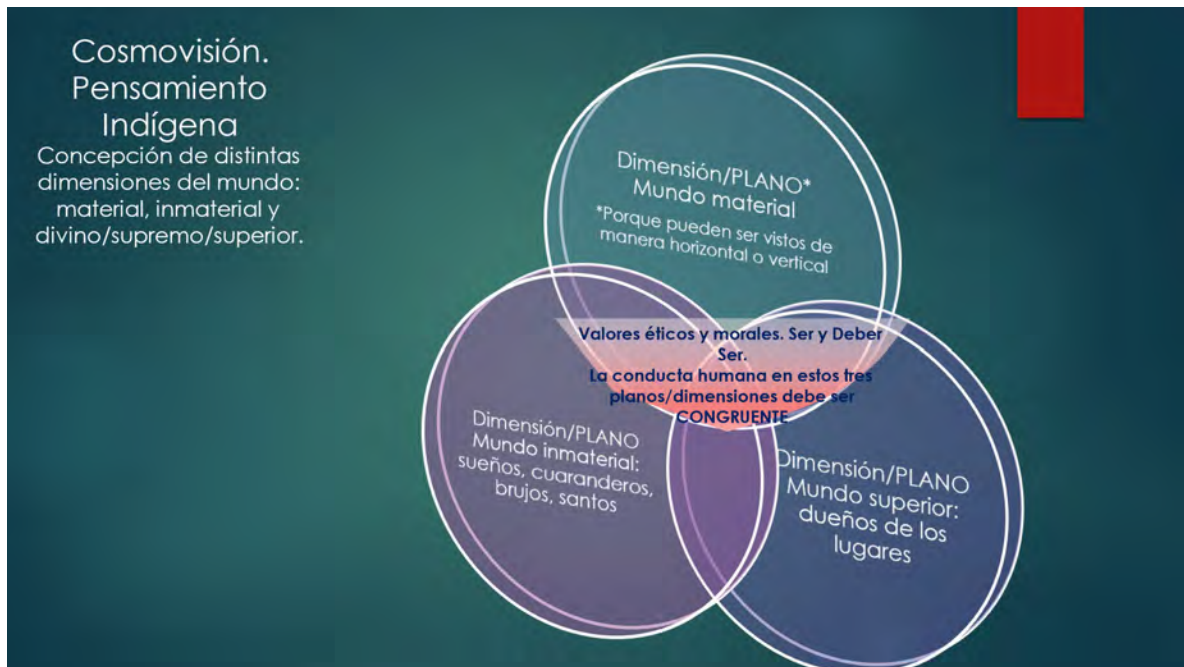 Cosmovisión.
Pensamiento
Indígena
Concepción de distintas
dimensiones del mundo:
material, inmaterial y
divino/supremo/superior.
Dimensión/PLANO*
Mundo material
*Porque pueden ser vistos de
manera horizontal o vertical
Valores éticos y morales. Ser y Deber
Ser.
La conducta humana en estos tres
planos/dimensiones debe ser
CONGRUENTE
Dimensión/PLANO
Mundo inmaterial:
sueños, cuaranderos,
brujos, santos
Dimensión/PLANO
Mundo superior:
dueños de los
lugares